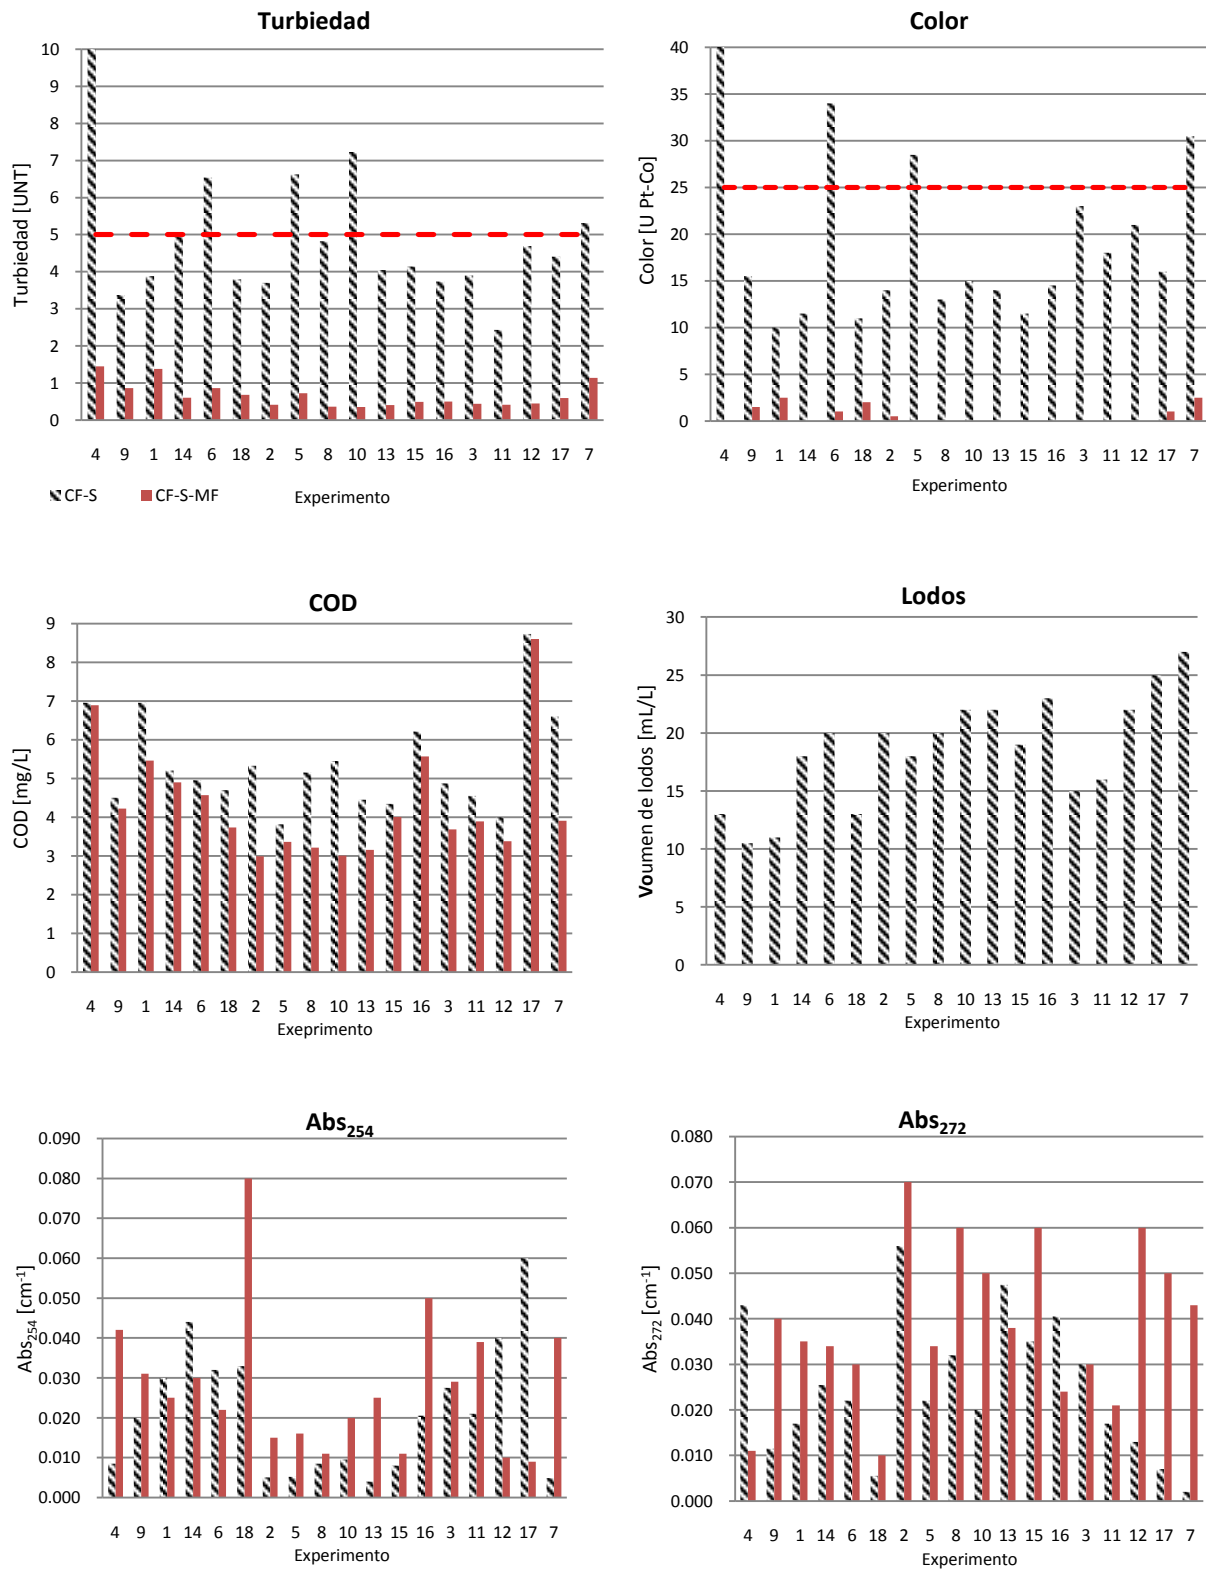 Turbiedad
10
9
8
7
6
5
4
3
2
1
0
Turbiedad [UNT]
4 9 1 14 6 18 2 5 8 10 13 15 16 3 11 12 17 7
CF-S CF-S-MF Experimento
Color
40
35
30
25
20
15
10
5
0
Color [U Pt-Co]
4 9 1 14 6 18 2 5 8 10 13 15 16 3 11 12 17 7
Experimento
COD
9
8
7
6
5
4
3
2
1
0
COD [mg/L]
4 9 1 14 6 18 2 5 8 10 13 15 16 3 11 12 17 7
Exeprimento
Lodos
30
25
20
15
10
5
0
Voumen de lodos [mL/L]
4 9 1 14 6 18 2 5 8 10 13 15 16 3 11 12 17 7
Experimento
Abs254
0.090
0.080
0.070
0.060
0.050
0.040
0.030
0.020
0.010
0.000
Abs254 [cm-1]
4 9 1 14 6 18 2 5 8 10 13 15 16 3 11 12 17 7
Experimento
Abs272
0.080
0.070
0.060
0.050
0.040
0.030
0.020
0.010
0.000
Abs272 [cm-1]
4 9 1 14 6 18 2 5 8 10 13 15 16 3 11 12 17 7
Experimento